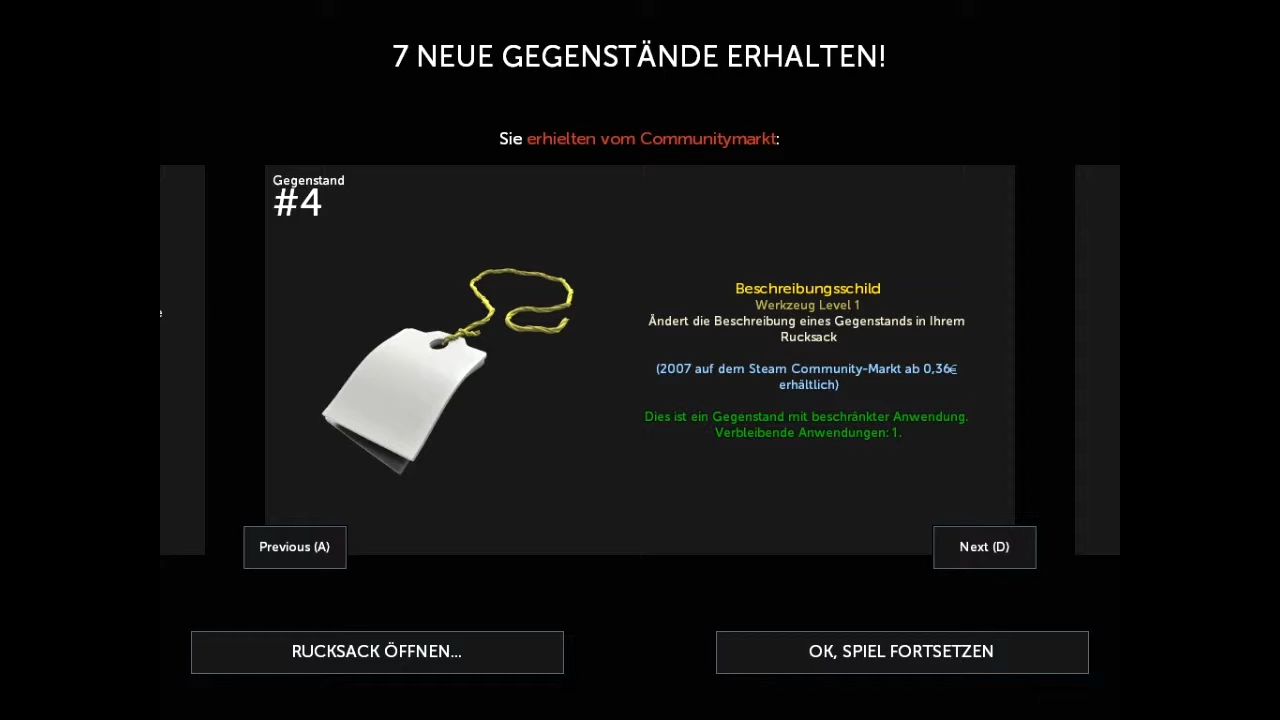 7 NEUE GEGENSTÄNDE ERHALTEN!
Sie erhielten vom Communitymarkt:
Gegenstand
#4
e
Beschreibungsschild
Werkzeug Level 1
Ändert die Beschreibung eines Gegenstands in Ihrem
Rucksack
(2007 auf dem Steam Community-Markt ab 0,36€
erhältlich)
Dies ist ein Gegenstand mit beschränkter Anwendung.
Verbleibende Anwendungen: 1.
Previous (A)
Next (D)
RUCKSACK ÖFFNEN...
OK, SPIEL FORTSETZEN